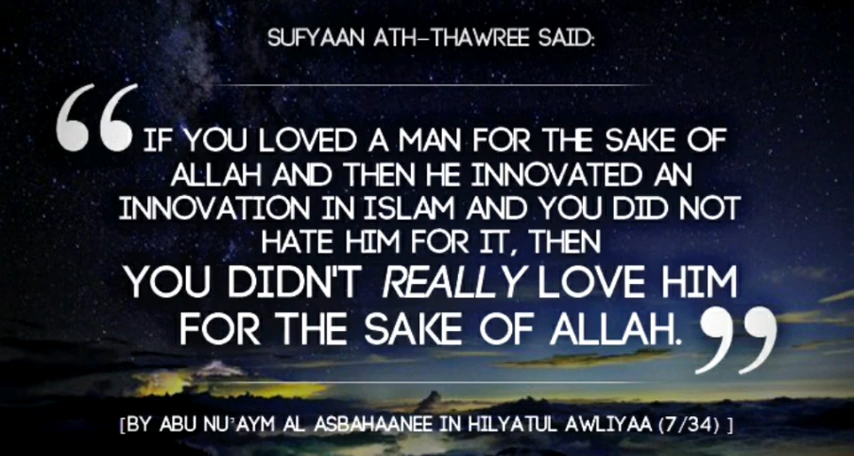 SUFYAAN ATH-THAWREE SAID:
“ IF YOU LOVED A MAN FOR THE SAKE OF
ALLAH AND THEN HE INNOVATED AN
INNOVATION IN ISLAM AND YOU DID NOT
HATE HIM FOR IT, THEN
YOU DIDN'T REALLY LOVE HIM
FOR THE SAKE OF ALLAH. ”
[BY ABU NU'AYM AL ASBAHAANEE IN HILYATUL AWLIYAA (7/34) ]